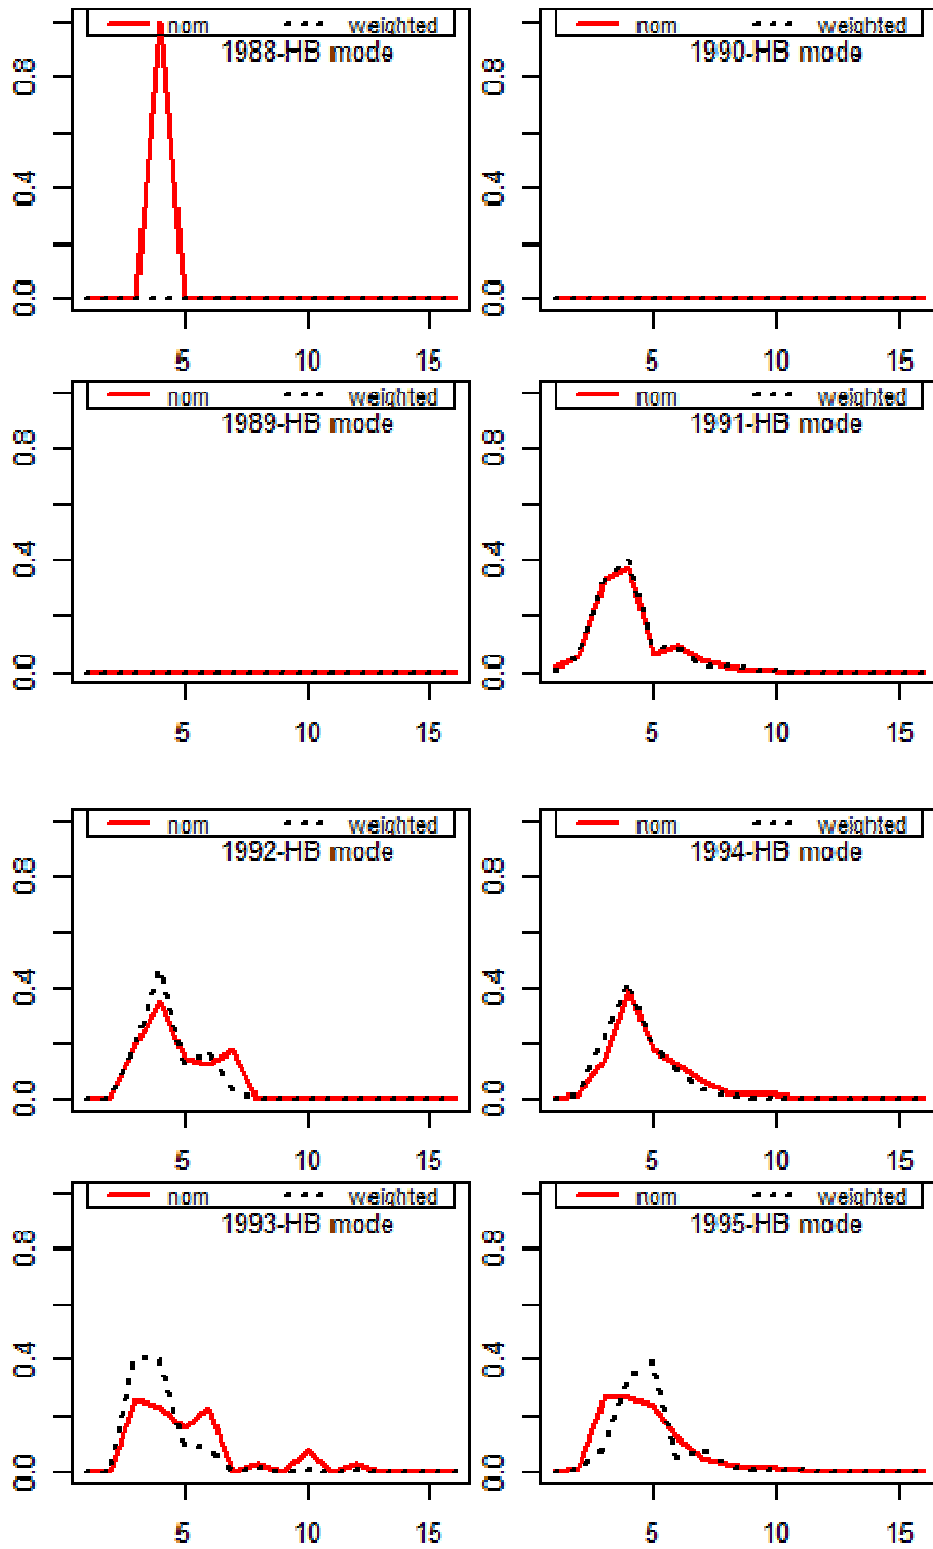 nom weighted
1988-HB mode
0.0 0.4 0.8
5 10 15
nom weighted
1990-HB mode
0.0 0.4 0.8
5 10 15
nom weighted
1989-HB mode
0.0 0.4 0.8
5 10 15
nom weighted
1991-HB mode
0.0 0.4 0.8
5 10 15
nom weighted
1992-HB mode
0.0 0.4 0.8
5 10 15
nom weighted
1994-HB mode
0.0 0.4 0.8
5 10 15
nom weighted
1993-HB mode
0.0 0.4 0.8
5 10 15
nom weighted
1995-HB mode
0.0 0.4 0.8
5 10 15